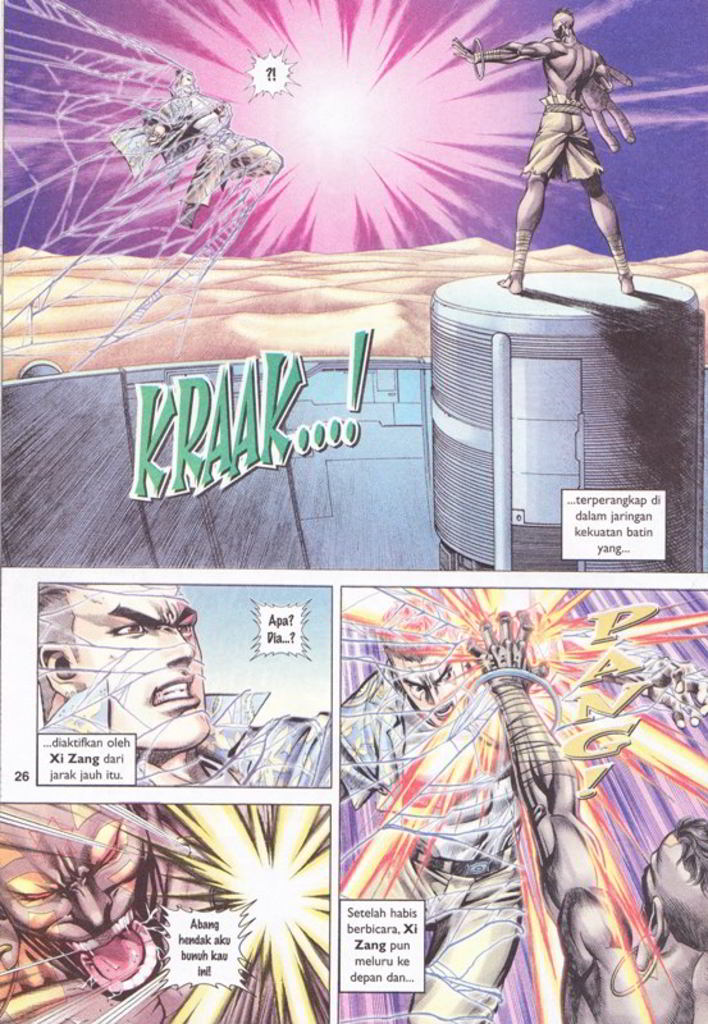 ?!
KRAAK....!
...terperangkap di
dalam jaringan
kekuatan batin
yang...
Apa?
Dia...?
...diaktifkan oleh
Xi Zang dari
jarak jauh itu.
26
PANG!
Abang
hendak aku
bunuh kau
ini!
Setelah habis
berbicara, Xi
Zang pun
meluru ke
depan dan...